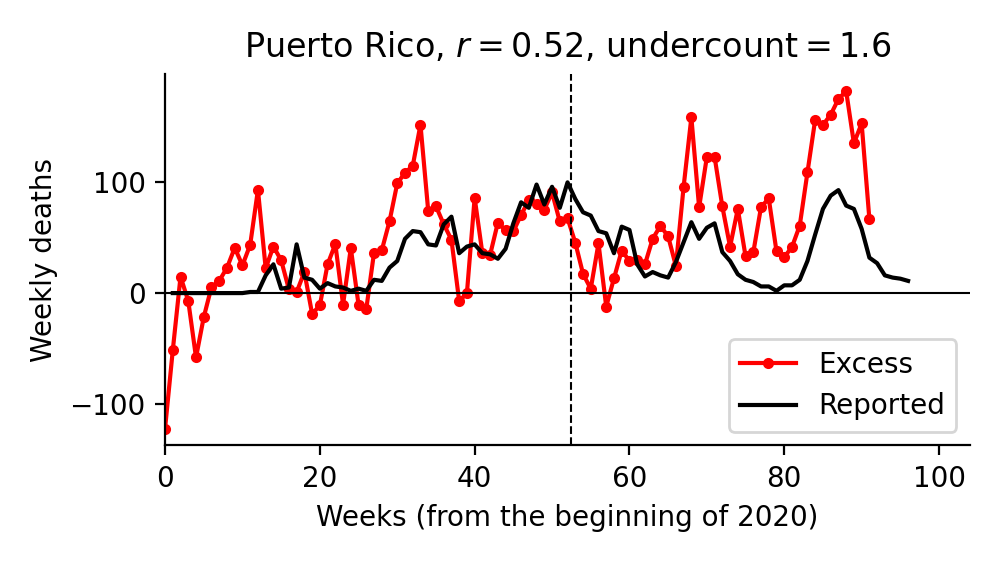 Puerto Rico, r = 0.52, undercount = 1.6
Weekly deaths
100
0
−100
Excess
Reported
0 20 40 60 80 100
Weeks (from the beginning of 2020)